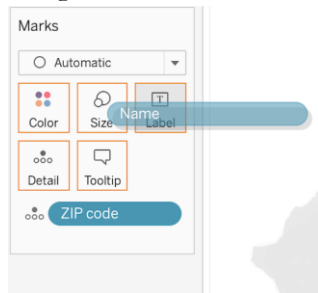 Marks
Automatic
Color Size Name Label
Detail Tooltip
ZIP code